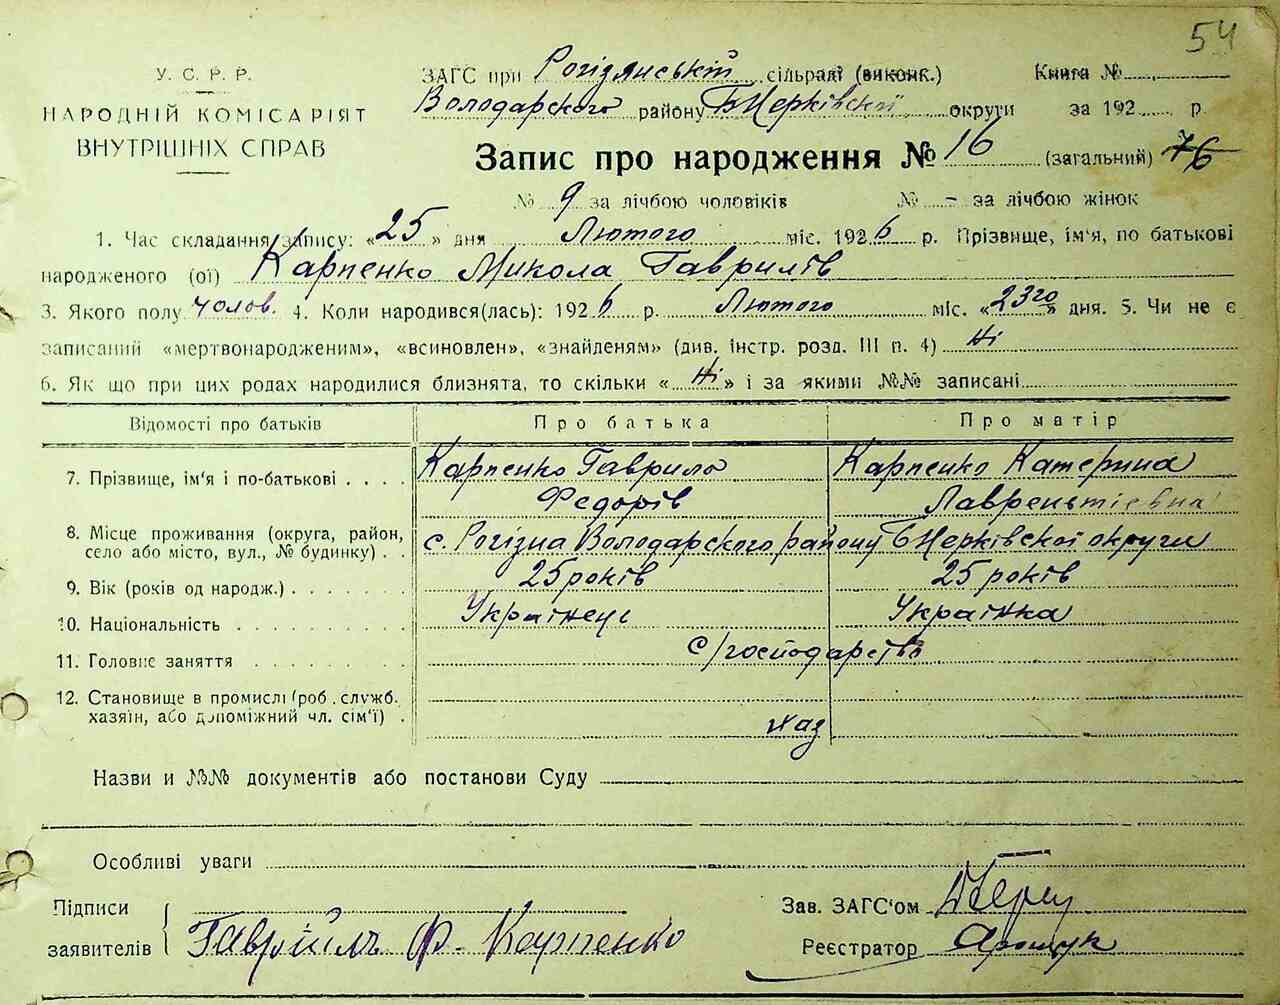 54
У. С. Р. Р.
НАРОДНІЙ КОМІСАРІЯТ
ВНУТРІШНІХ СПРАВ
ЗАГС при Рогізянській сільраді (виконк.) Книга №
Володарского району БЦерківської округи за 192 р.
Запис про народження № 16 (загальний) 76
№ 9 за лічбою чоловіків № - за лічбою жінок
1. Час складання запису: «25» дня Лютого міс. 1926 р. Прізвище, ім'я, по батькові
народженого (ої) Карпенко Микола Гаврилів
3. Якого полу чолов. 4. Коли народився(лась): 1926 р. Лютого міс. «23го» дня. 5. Чи не є
записаний «мертвонародженим», «всиновлен», «знайденям» (див. інстр. розд. III п. 4) Ні
6. Як що при цих родах народилися близнята, то скільки «Ні» і за якими №№ записані
Відомості про батьків Про батька Про матір
7. Прізвище, ім'я і по-батькові . . . . Карпенко Гаврило Карпенко Катерина
Федорів Лаврентієвна
8. Місце проживання (округа, район,
село або місто, вул., № будинку) . . с. Рогізна Володарского району БЦерківскої округи
9. Вік (років од народж.) . . . . . . . 25 років 25 років
10. Національність . . . . . . . . . . Українець Українка
11. Головне заняття . . . . . . . . . с/господарство
12. Становище в промислі (роб., служб.
хазяїн, або допоміжний чл. сім'ї) . хаз
Назви и №№ документів або постанови Суду
Особливі уваги
Підписи Зав. ЗАГС'ом
заявителів Гавріилъ Ф. Карпенко Реєстратор